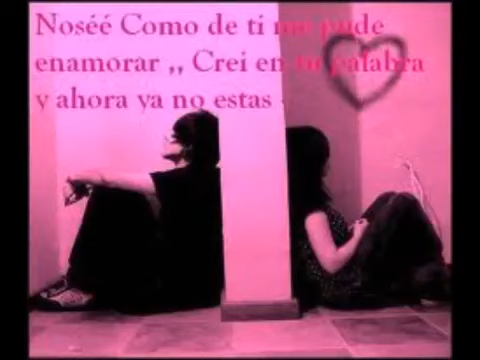 Noséé Como de ti me pude
enamorar ,, Crei en tu palabra
y ahora ya no estas .